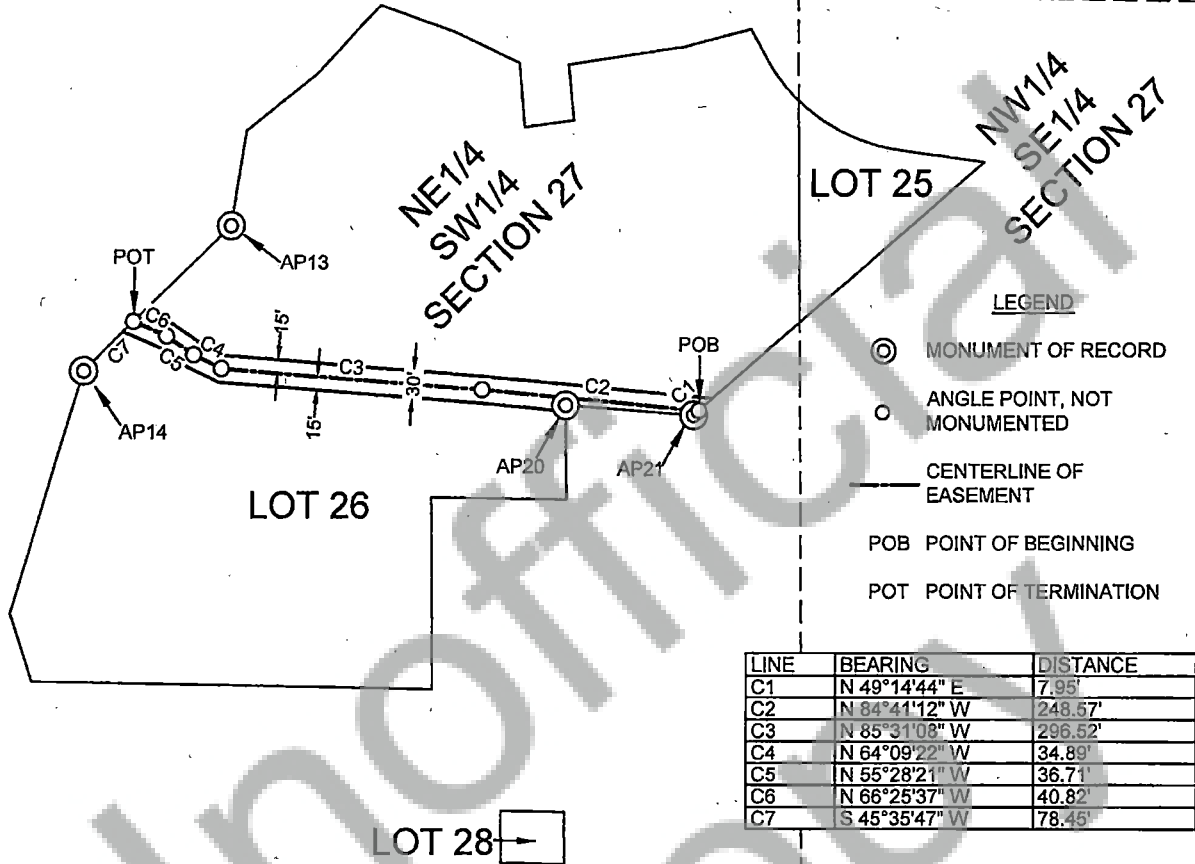 NE1/4
SW1/4
SECTION 27
NW1/4
SE1/4
SECTION 27
LOT 25
POT
AP13
C6
C4
C7
C5
15'
C3
30'
15'
C2
POB
C1
AP14
AP20
AP21
LOT 26
LOT 28
LEGEND
MONUMENT OF RECORD
ANGLE POINT, NOT
MONUMENTED
CENTERLINE OF
EASEMENT
POB POINT OF BEGINNING
POT POINT OF TERMINATION
LINE BEARING DISTANCE
C1 N 49°14'44" E 7.95'
C2 N 84°41'12" W 248.57'
C3 N 85°31'08" W 296.52'
C4 N 64°09'22" W 34.89'
C5 N 55°28'21" W 36.71'
C6 N 66°25'37" W 40.82'
C7 S 45°35'47" W 78.45'
Unofficial
Copy